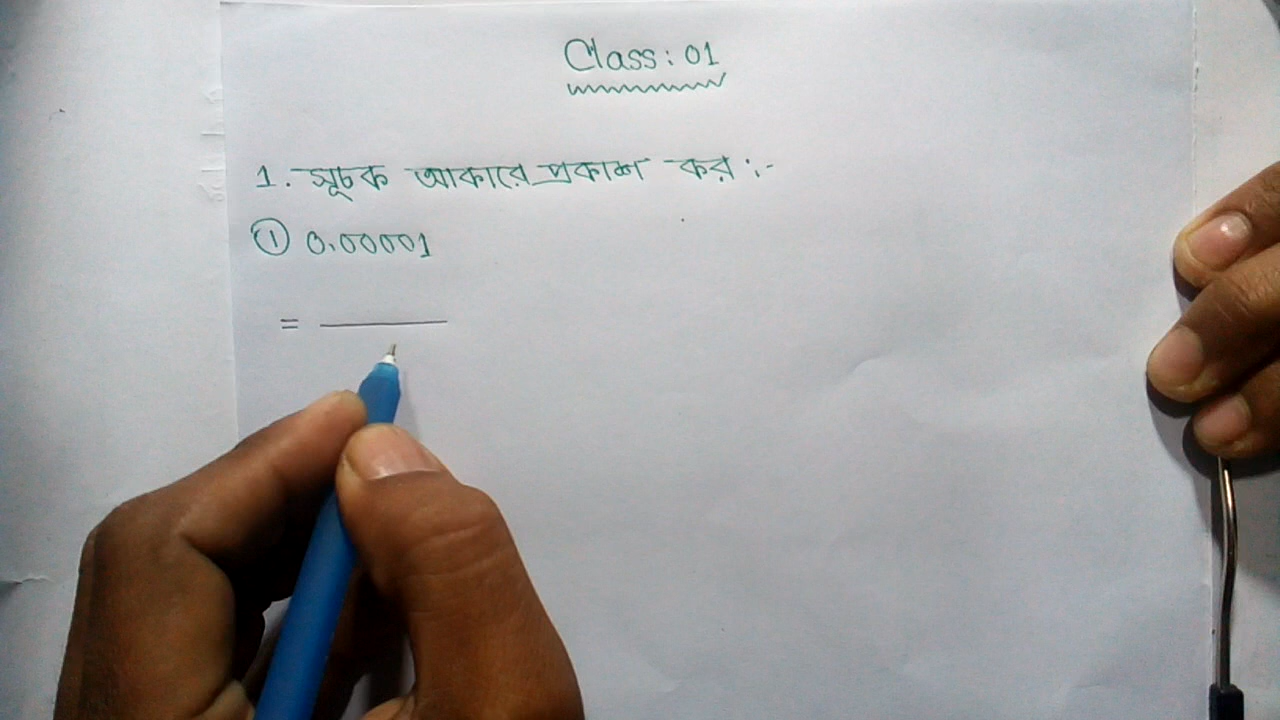 Class: 01
1. সূচক আকারে প্রকাশ কর :-
① 0.00001
=